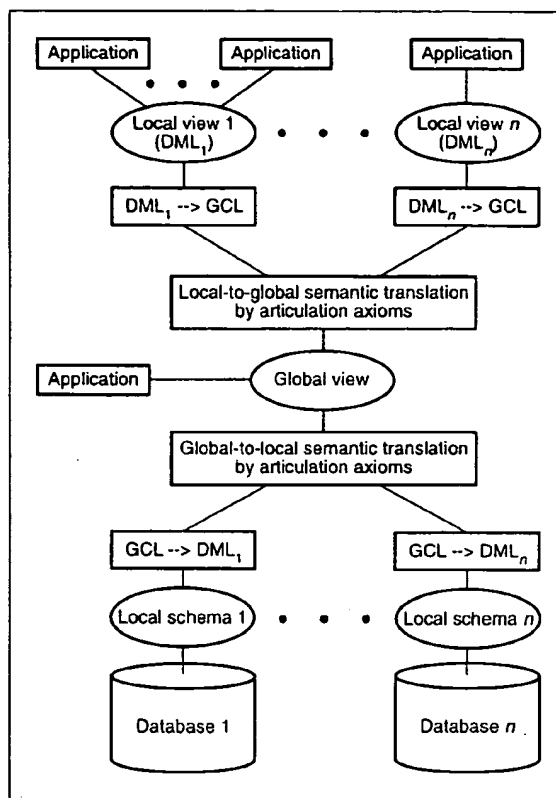 Application Application Application
Local view 1 Local view n
(DML1) (DMLn)
DML1 --> GCL DMLn --> GCL
Local-to-global semantic translation
by articulation axioms
Application Global view
Global-to-local semantic translation
by articulation axioms
GCL --> DML1 GCL --> DMLn
Local schema 1 Local schema n
Database 1 Database n